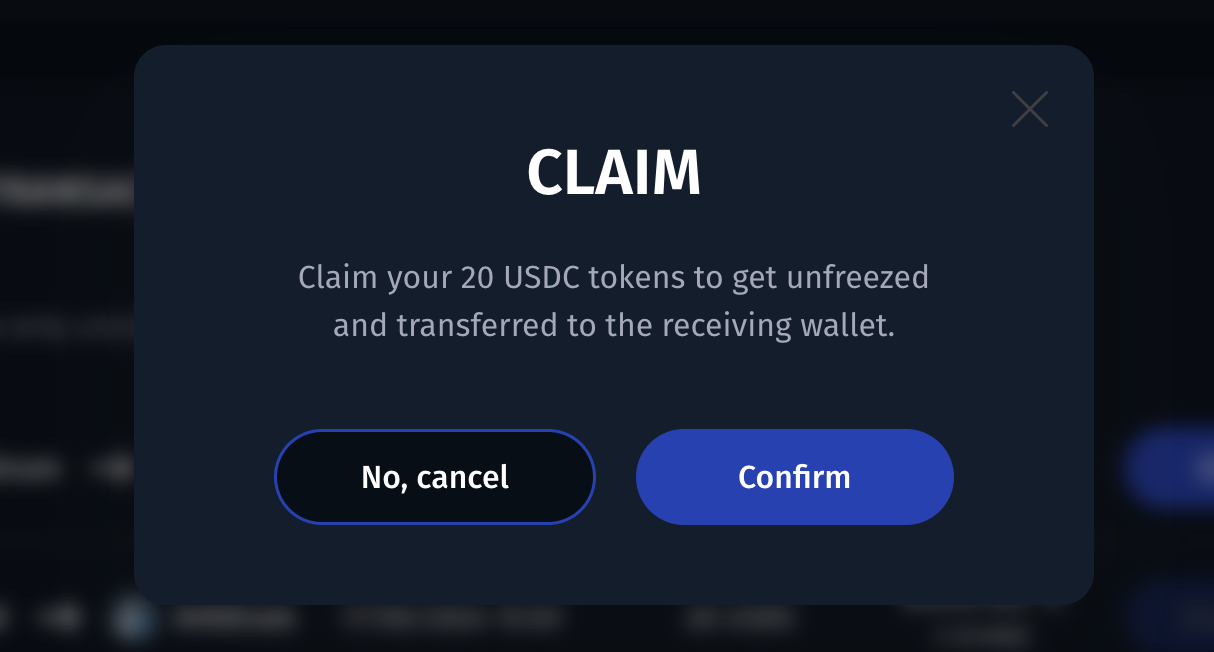 CLAIM
Claim your 20 USDC tokens to get unfreezed
and transferred to the receiving wallet.
No, cancel
Confirm